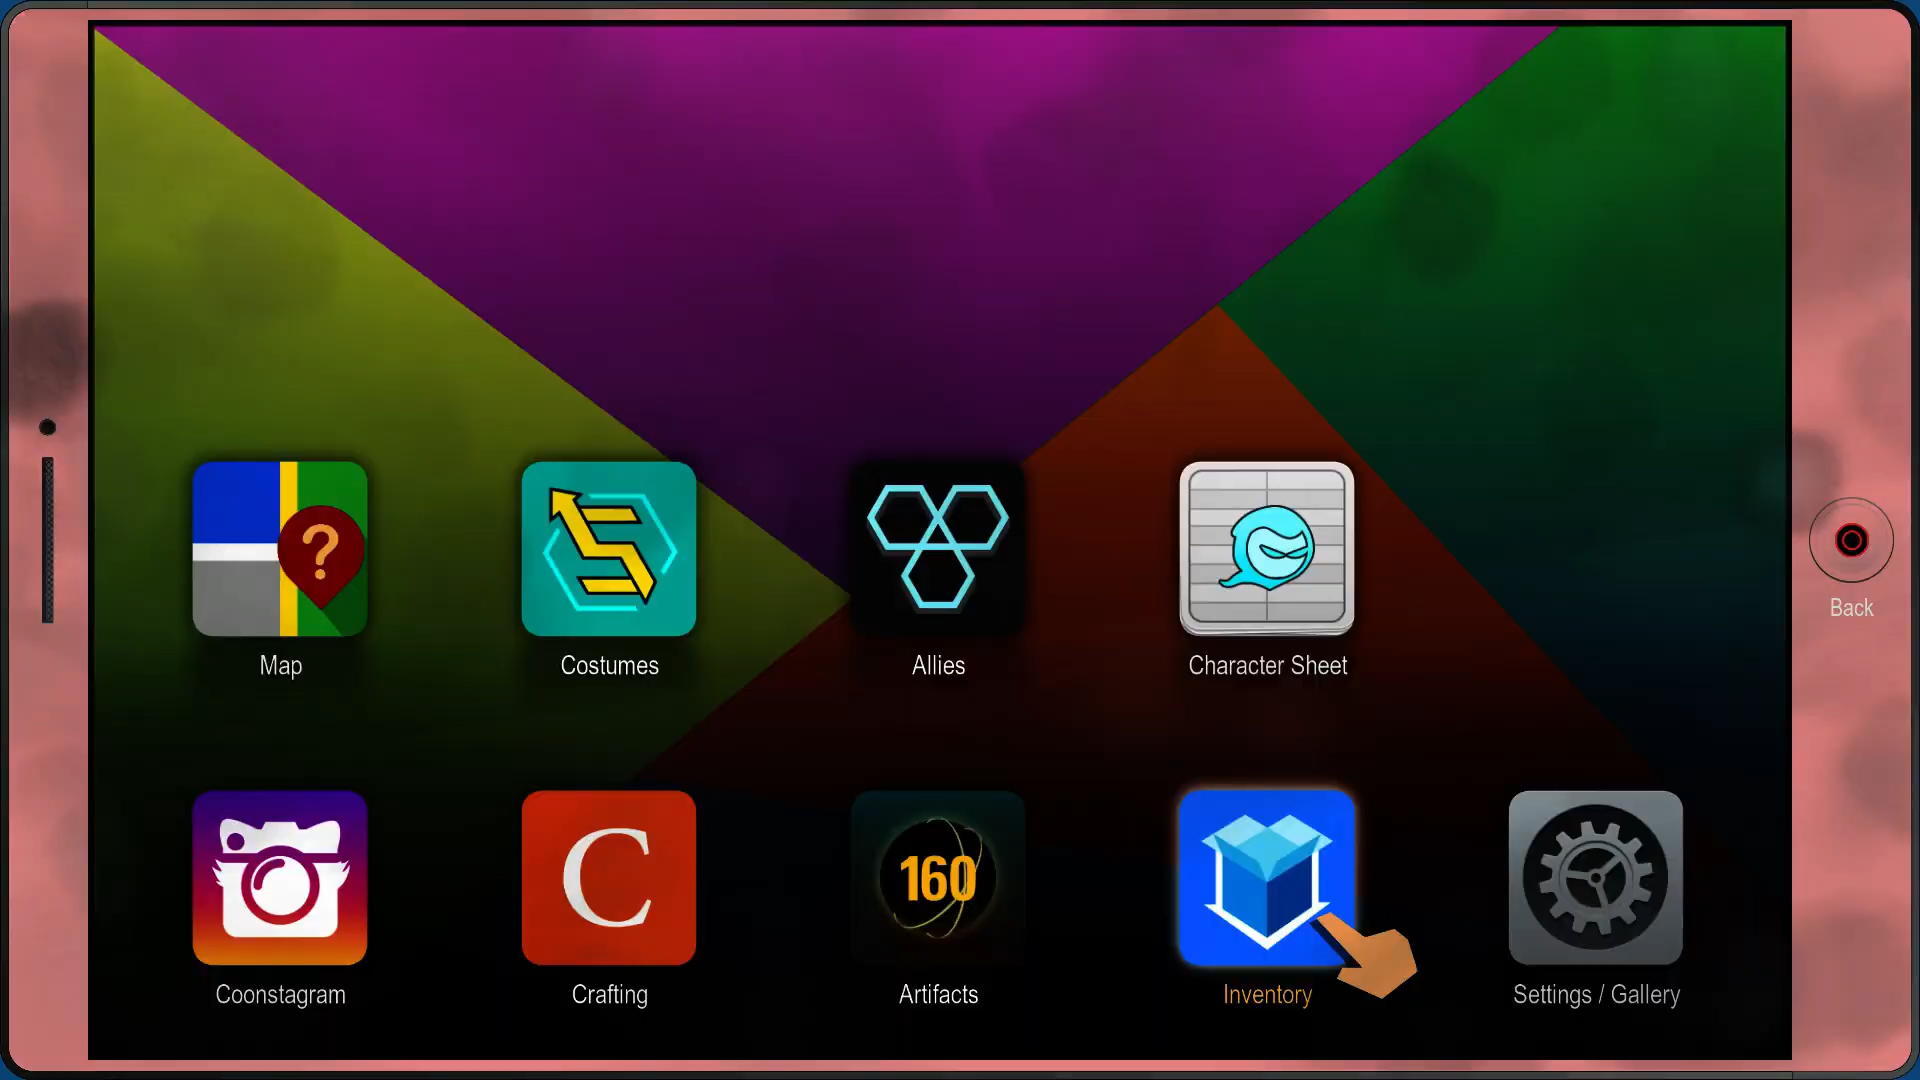 Map
Costumes
Allies
Character Sheet
Back
C
160
Coonstagram
Crafting
Artifacts
Inventory
Settings / Gallery